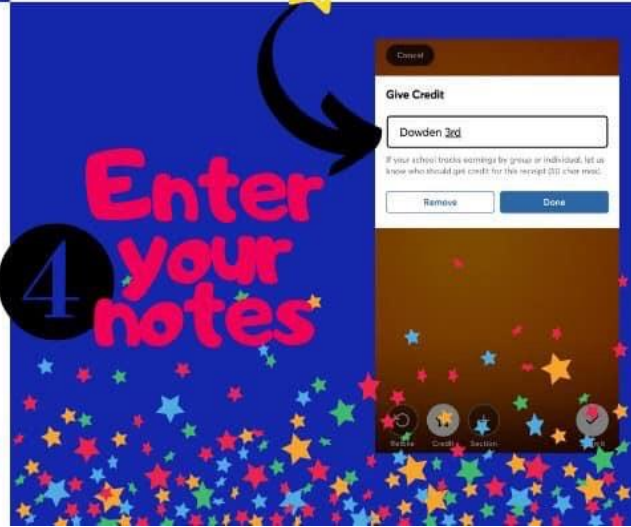 4
Enter
your
notes
Cancel
Give Credit
Dowden 3rd
If your school tracks earnings by group or individual, let us
know who should get credit for this receipt (50 char max).
Remove
Done
Retake
Credit
Section